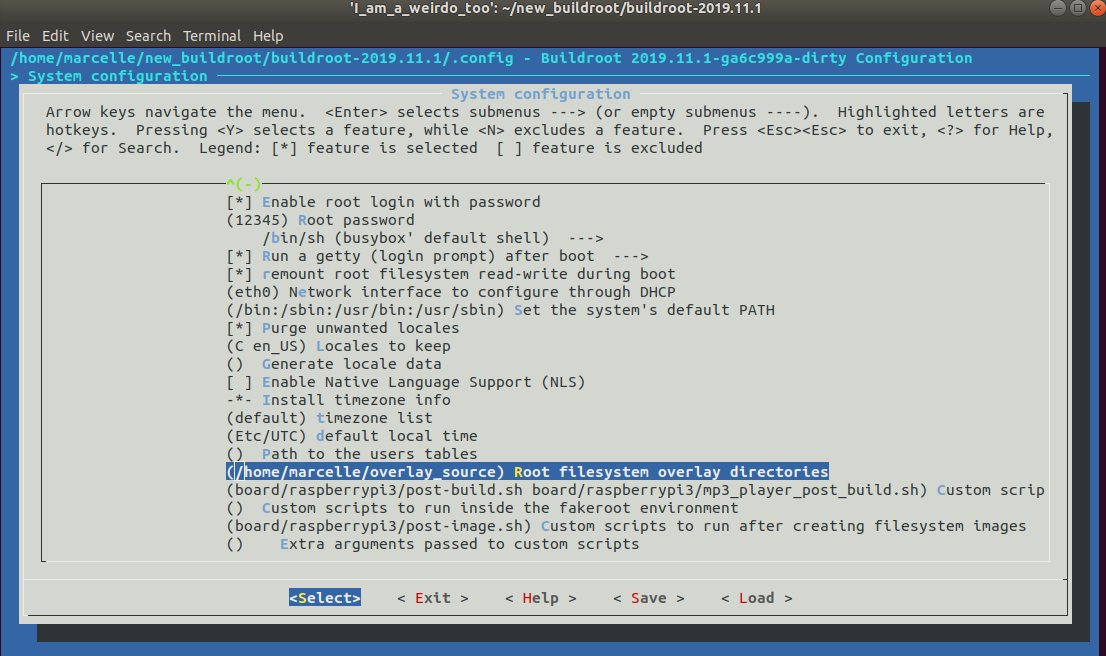 'I_am_a_weirdo_too': ~/new_buildroot/buildroot-2019.11.1
File Edit View Search Terminal Help
/home/marcelle/new_buildroot/buildroot-2019.11.1/.config - Buildroot 2019.11.1-ga6c999a-dirty Configuration
> System configuration
System configuration
Arrow keys navigate the menu. <Enter> selects submenus ---> (or empty submenus ----). Highlighted letters are
hotkeys. Pressing <Y> selects a feature, while <N> excludes a feature. Press <Esc><Esc> to exit, <?> for Help,
</> for Search. Legend: [*] feature is selected [ ] feature is excluded
^(-)
[*] Enable root login with password
(12345) Root password
/bin/sh (busybox' default shell) --->
[*] Run a getty (login prompt) after boot --->
[*] remount root filesystem read-write during boot
(eth0) Network interface to configure through DHCP
(/bin:/sbin:/usr/bin:/usr/sbin) Set the system's default PATH
[*] Purge unwanted locales
(C en_US) Locales to keep
() Generate locale data
[ ] Enable Native Language Support (NLS)
-*- Install timezone info
(default) timezone list
(Etc/UTC) default local time
() Path to the users tables
(/home/marcelle/overlay_source) Root filesystem overlay directories
(board/raspberrypi3/post-build.sh board/raspberrypi3/mp3_player_post_build.sh) Custom scrip
() Custom scripts to run inside the fakeroot environment
(board/raspberrypi3/post-image.sh) Custom scripts to run after creating filesystem images
() Extra arguments passed to custom scripts
<Select> < Exit > < Help > < Save > < Load >